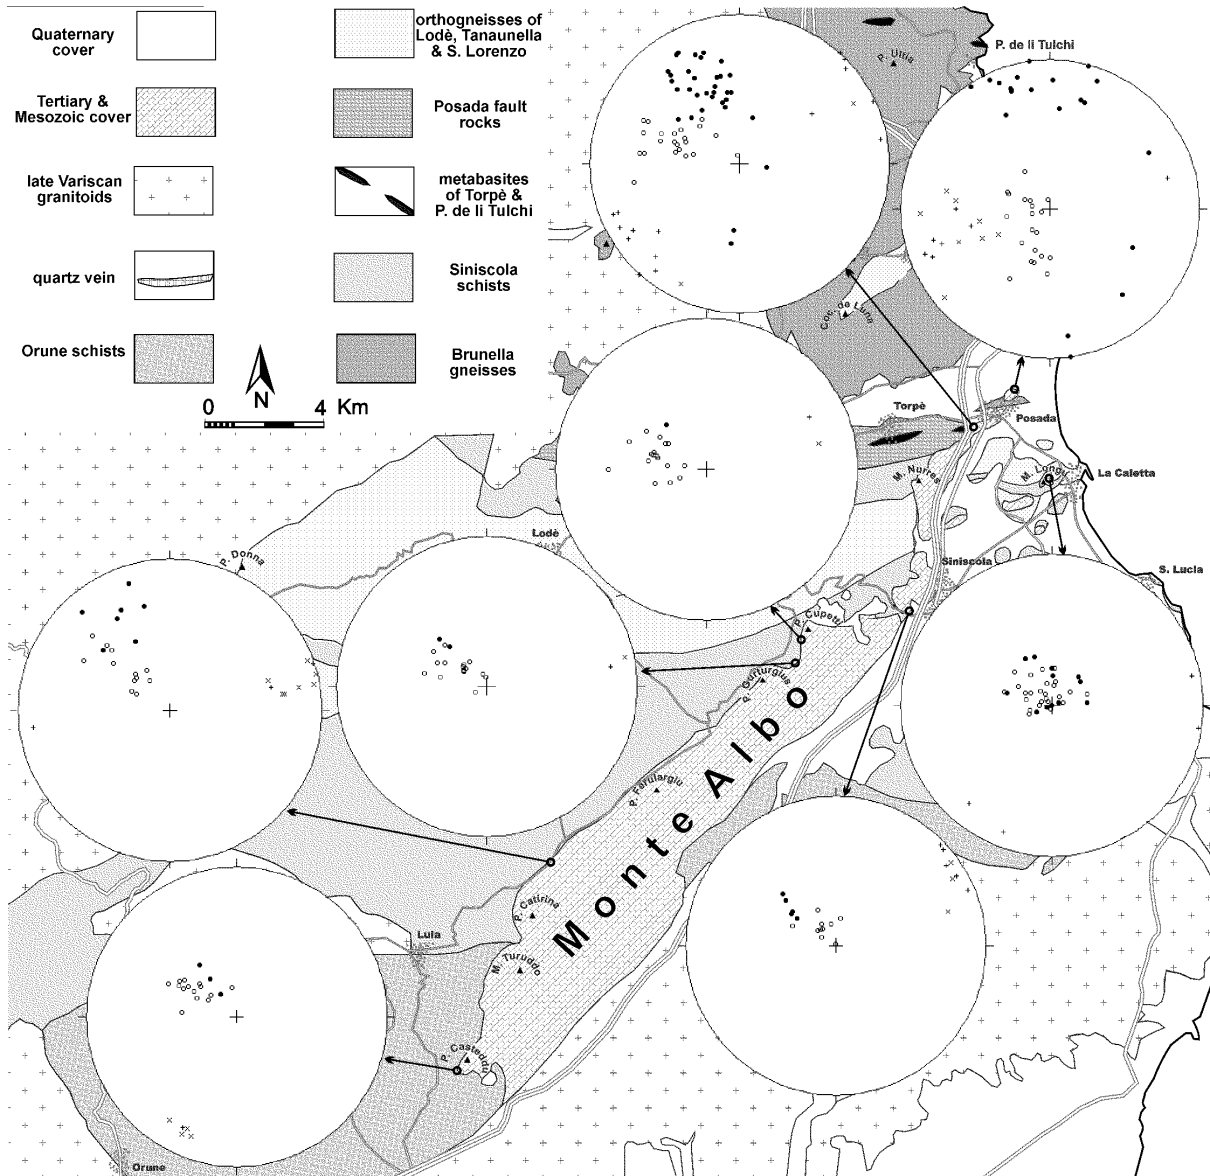 Quaternary
cover
Tertiary &
Mesozoic cover
late Variscan
granitoids
quartz vein
Orune schists
orthogneisses of
Lodè, Tanaunella
& S. Lorenzo
Posada fault
rocks
metabasites
of Torpè &
P. de li Tulchi
Siniscola
schists
Brunella
gneisses
N
0 4 Km
P. Ultia
P. de li Tulchi
Coc. de Luna
Torpè
Posada
M. Nurres
M. Longu
La Caletta
Lodè
P. Donna
Siniscola
S. Lucia
P. Cupetti
P. Gurturgius
P. Farulargiu
Monte Albo
P. Catirina
Lula
M. Turuddo
P. Casteddu
Orune